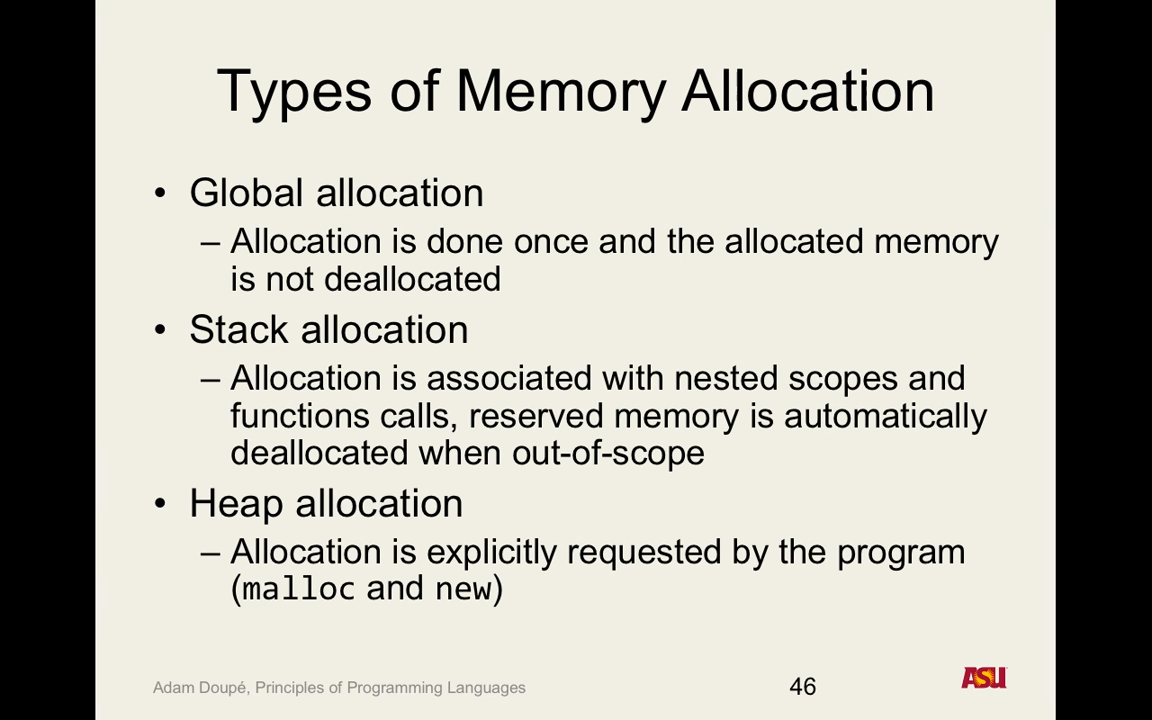 Types of Memory Allocation
• Global allocation
– Allocation is done once and the allocated memory
is not deallocated
• Stack allocation
– Allocation is associated with nested scopes and
functions calls, reserved memory is automatically
deallocated when out-of-scope
• Heap allocation
– Allocation is explicitly requested by the program
(malloc and new)
Adam Doupé, Principles of Programming Languages
46
ASU